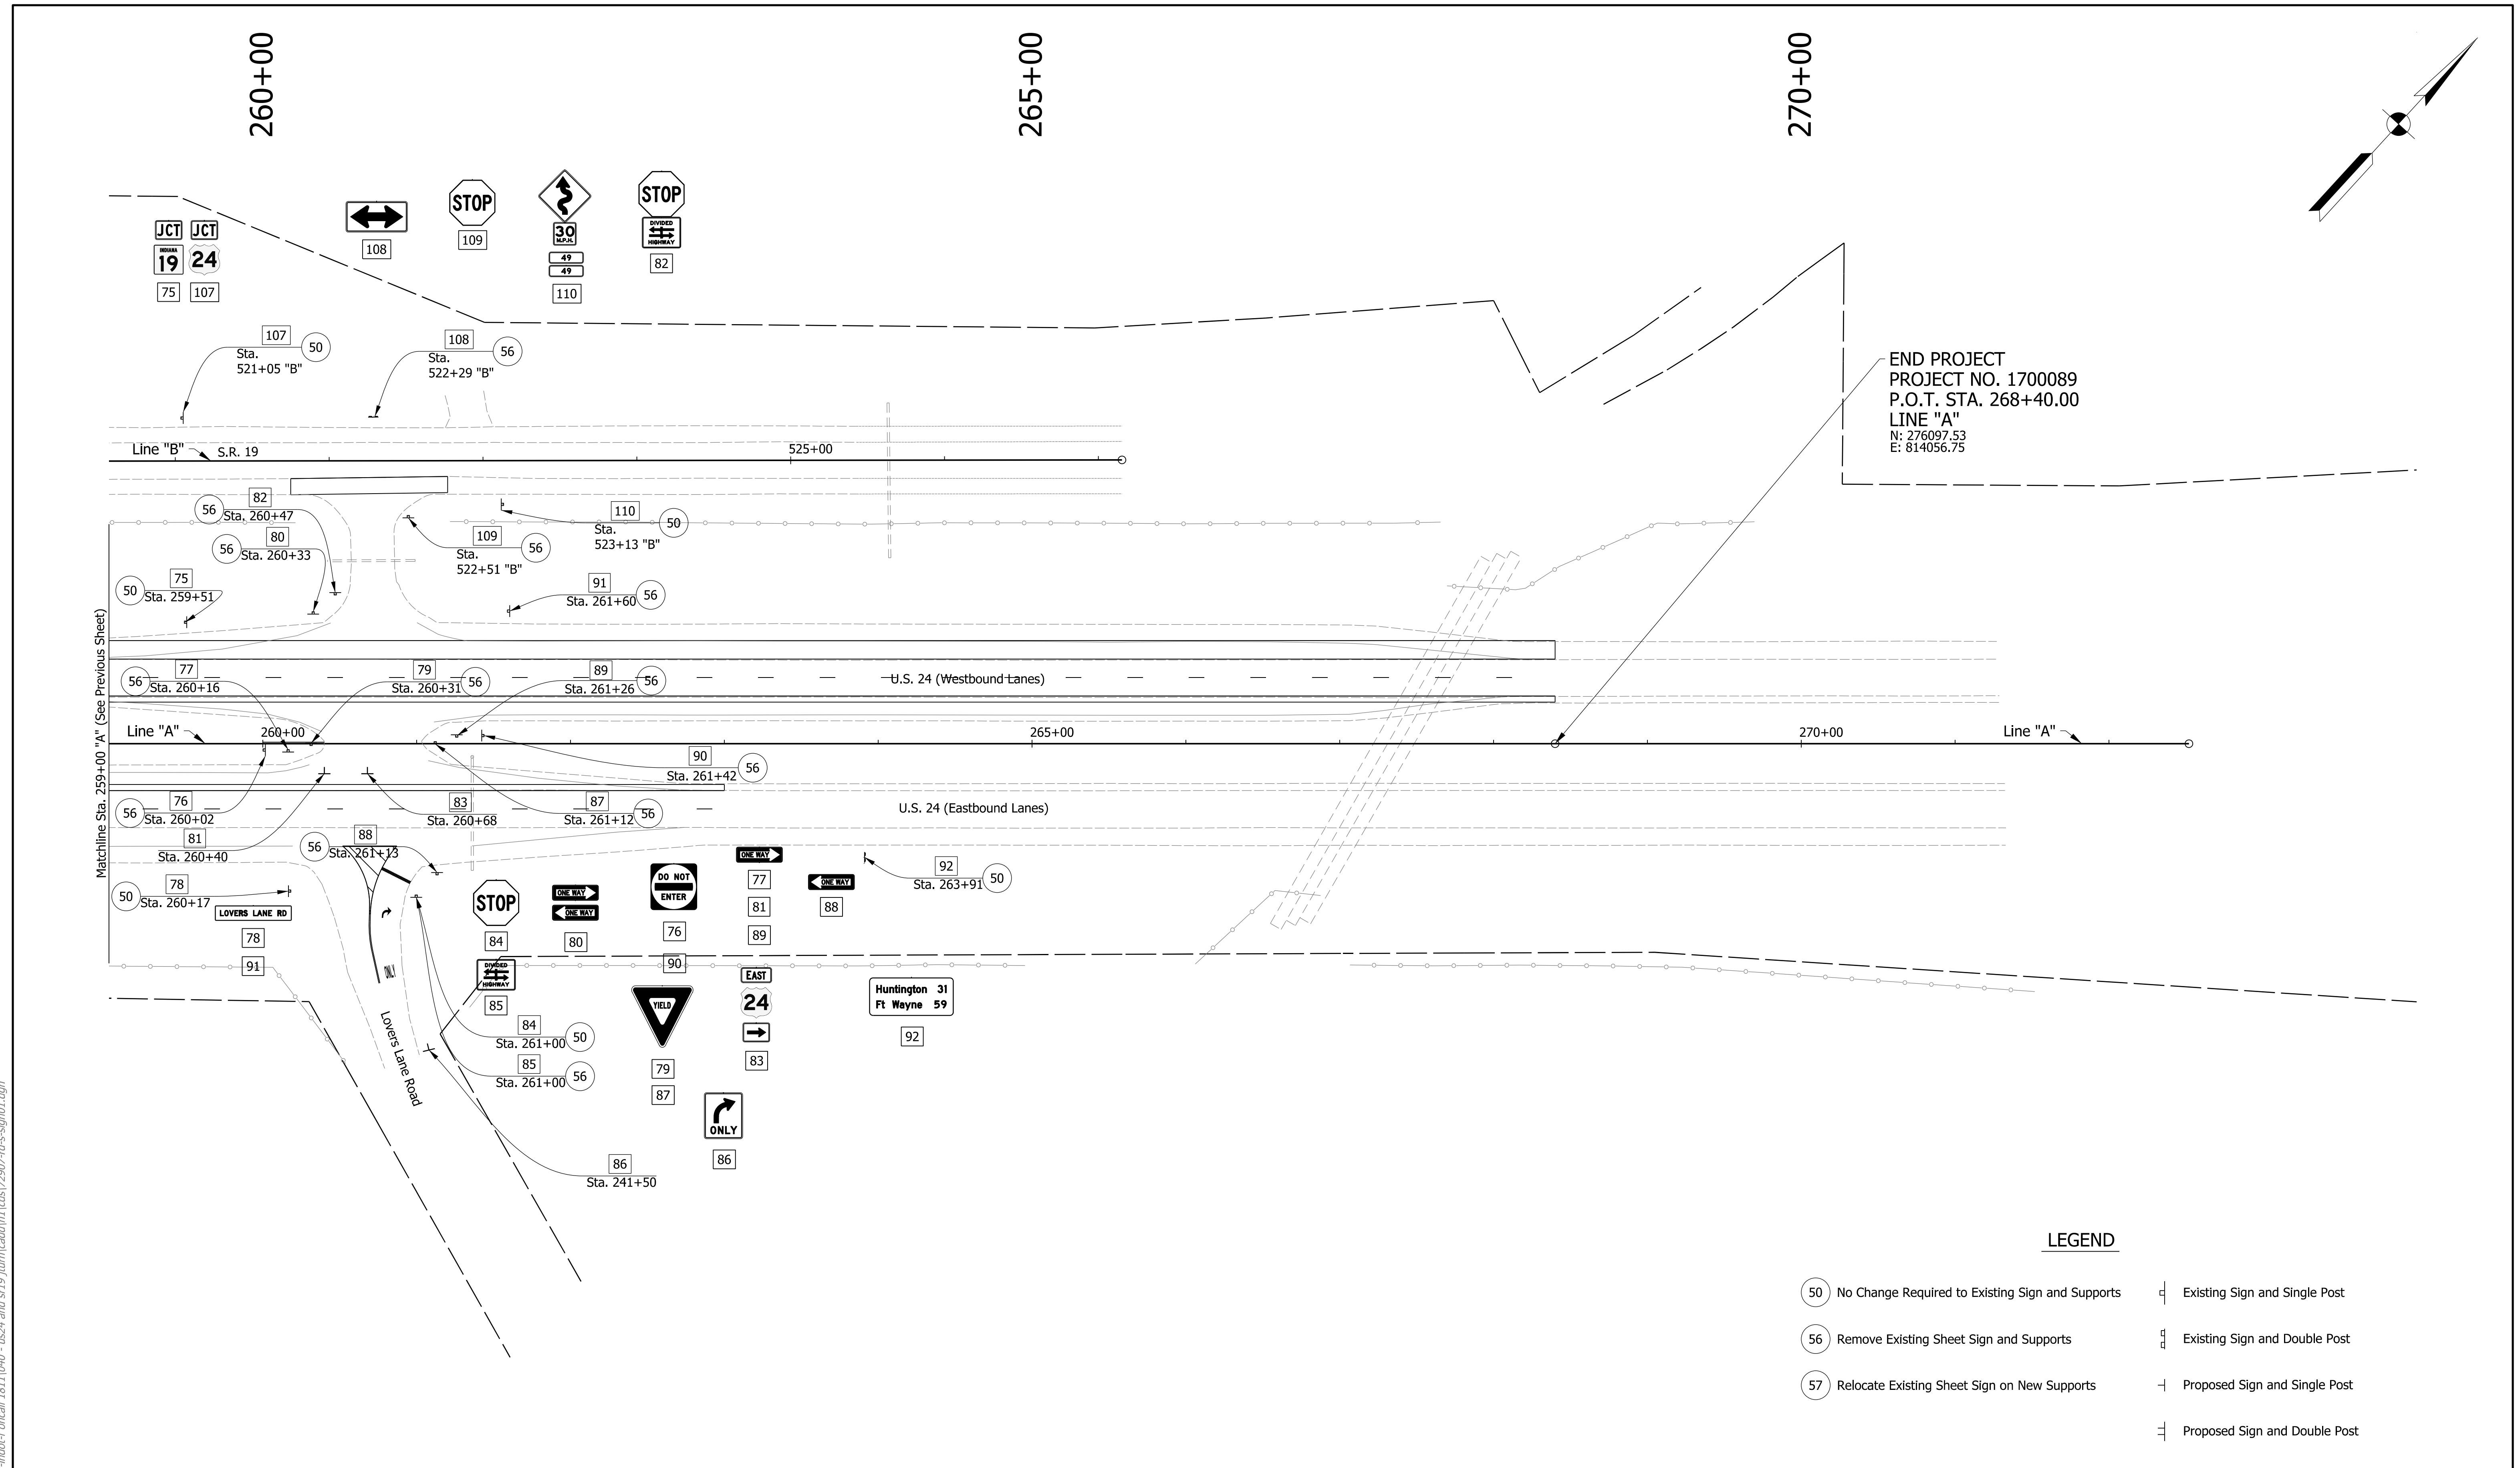 260+00
265+00
270+00
JCT JCT
INDIANA
19
24
75
107
108
STOP
109
30
M.P.H.
49
49
110
STOP
DIVIDED
HIGHWAY
82
107
Sta.
521+05 "B"
50
108
Sta.
522+29 "B"
56
END PROJECT
PROJECT NO. 1700089
P.O.T. STA. 268+40.00
LINE "A"
N: 276097.53
E: 814056.75
Line "B"
S.R. 19
525+00
82
56
Sta. 260+47
80
56
Sta. 260+33
110
Sta.
523+13 "B"
50
109
Sta.
522+51 "B"
56
75
50
Sta. 259+51
91
Sta. 261+60
56
Matchline Sta. 259+00 "A" (See Previous Sheet)
77
56
Sta. 260+16
79
Sta. 260+31
56
89
Sta. 261+26
56
U.S. 24 (Westbound Lanes)
Line "A"
260+00
265+00
270+00
Line "A"
90
Sta. 261+42
56
76
56
Sta. 260+02
83
Sta. 260+68
87
Sta. 261+12
56
U.S. 24 (Eastbound Lanes)
81
Sta. 260+40
88
56
Sta. 261+13
78
50
Sta. 260+17
92
Sta. 263+91
50
LOVERS LANE RD
78
91
ONLY
Lovers Lane Road
STOP
84
DIVIDED
HIGHWAY
85
ONE WAY
ONE WAY
80
DO NOT
ENTER
76
90
ONE WAY
77
81
89
ONE WAY
88
YIELD
79
87
EAST
24
83
Huntington 31
Ft Wayne 59
92
84
Sta. 261+00
50
85
Sta. 261+00
56
ONLY
86
86
Sta. 241+50
LEGEND
50 No Change Required to Existing Sign and Supports
Existing Sign and Single Post
56 Remove Existing Sheet Sign and Supports
Existing Sign and Double Post
57 Relocate Existing Sheet Sign on New Supports
Proposed Sign and Single Post
Proposed Sign and Double Post